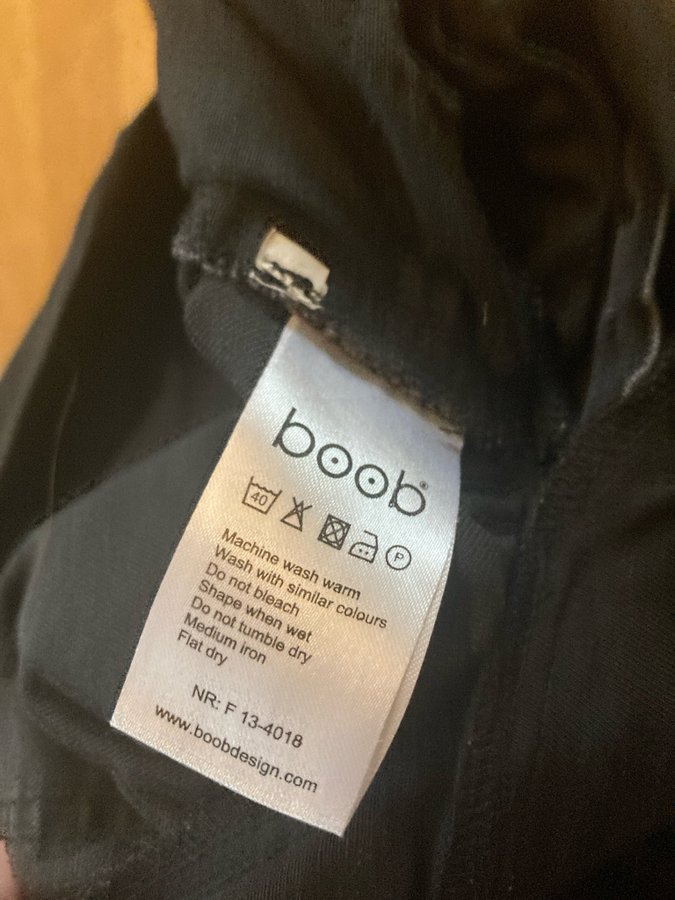 boob®
40 P
Machine wash warm
Wash with similar colours
Do not bleach
Shape when wet
Do not tumble dry
Medium iron
Flat dry
NR: F 13-4018
www.boobdesign.com